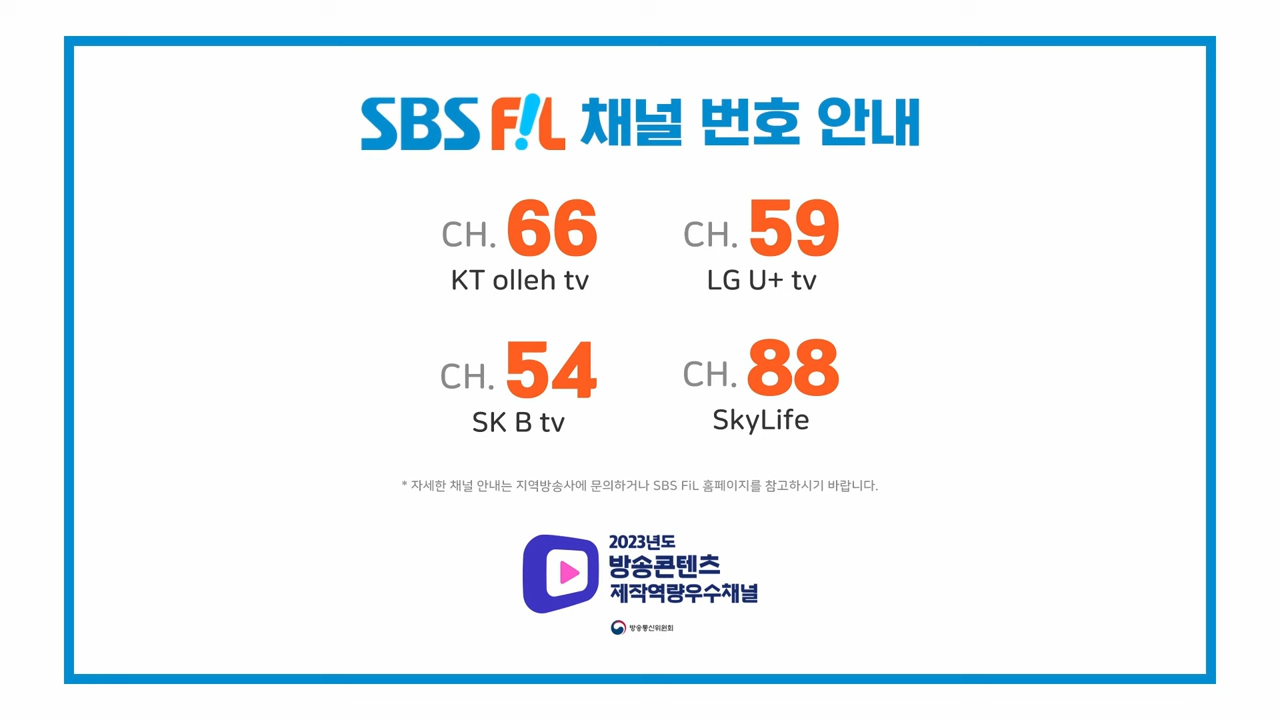 SBS FiL 채널 번호 안내
CH. 66
KT olleh tv
CH. 59
LG U+ tv
CH. 54
SK B tv
CH. 88
SkyLife
* 자세한 채널 안내는 지역방송사에 문의하거나 SBS FiL 홈페이지를 참고하시기 바랍니다.
2023년도
방송콘텐츠
제작역량우수채널
방송통신위원회